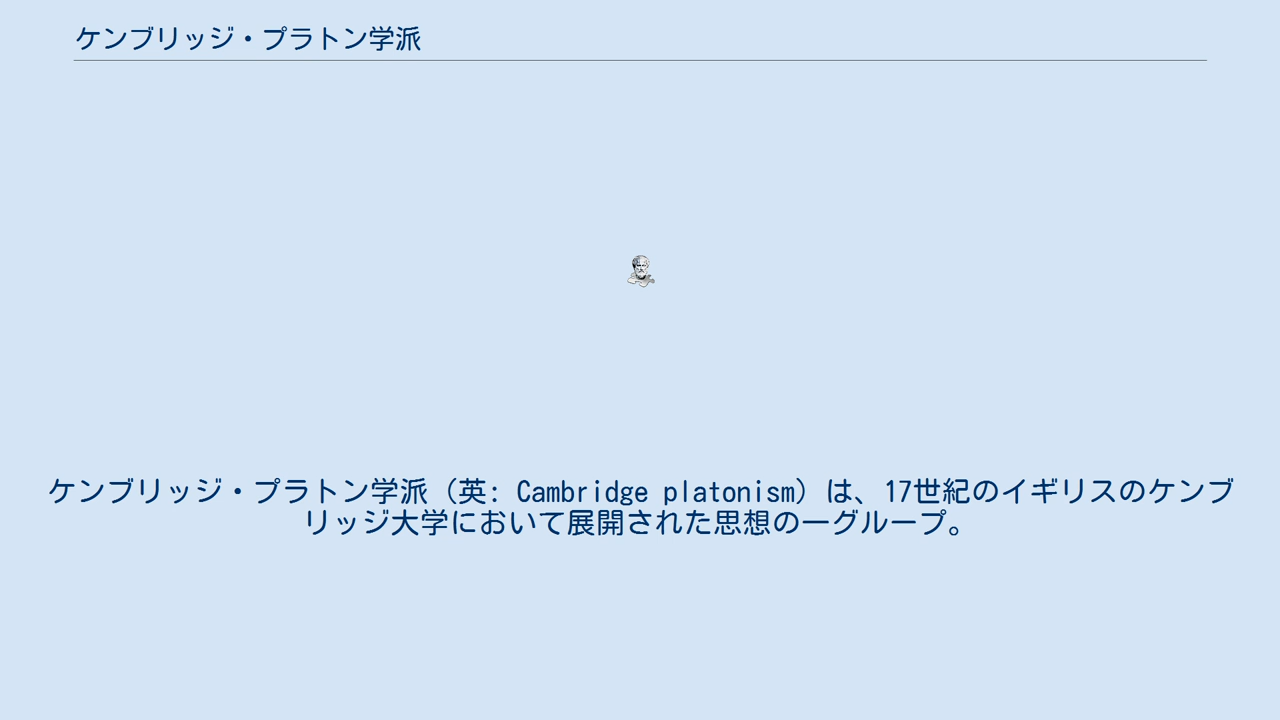 ケンブリッジ・プラトン学派
ケンブリッジ・プラトン学派（英: Cambridge platonism）は、17世紀のイギリスのケンブ
リッジ大学において展開された思想の一グループ。